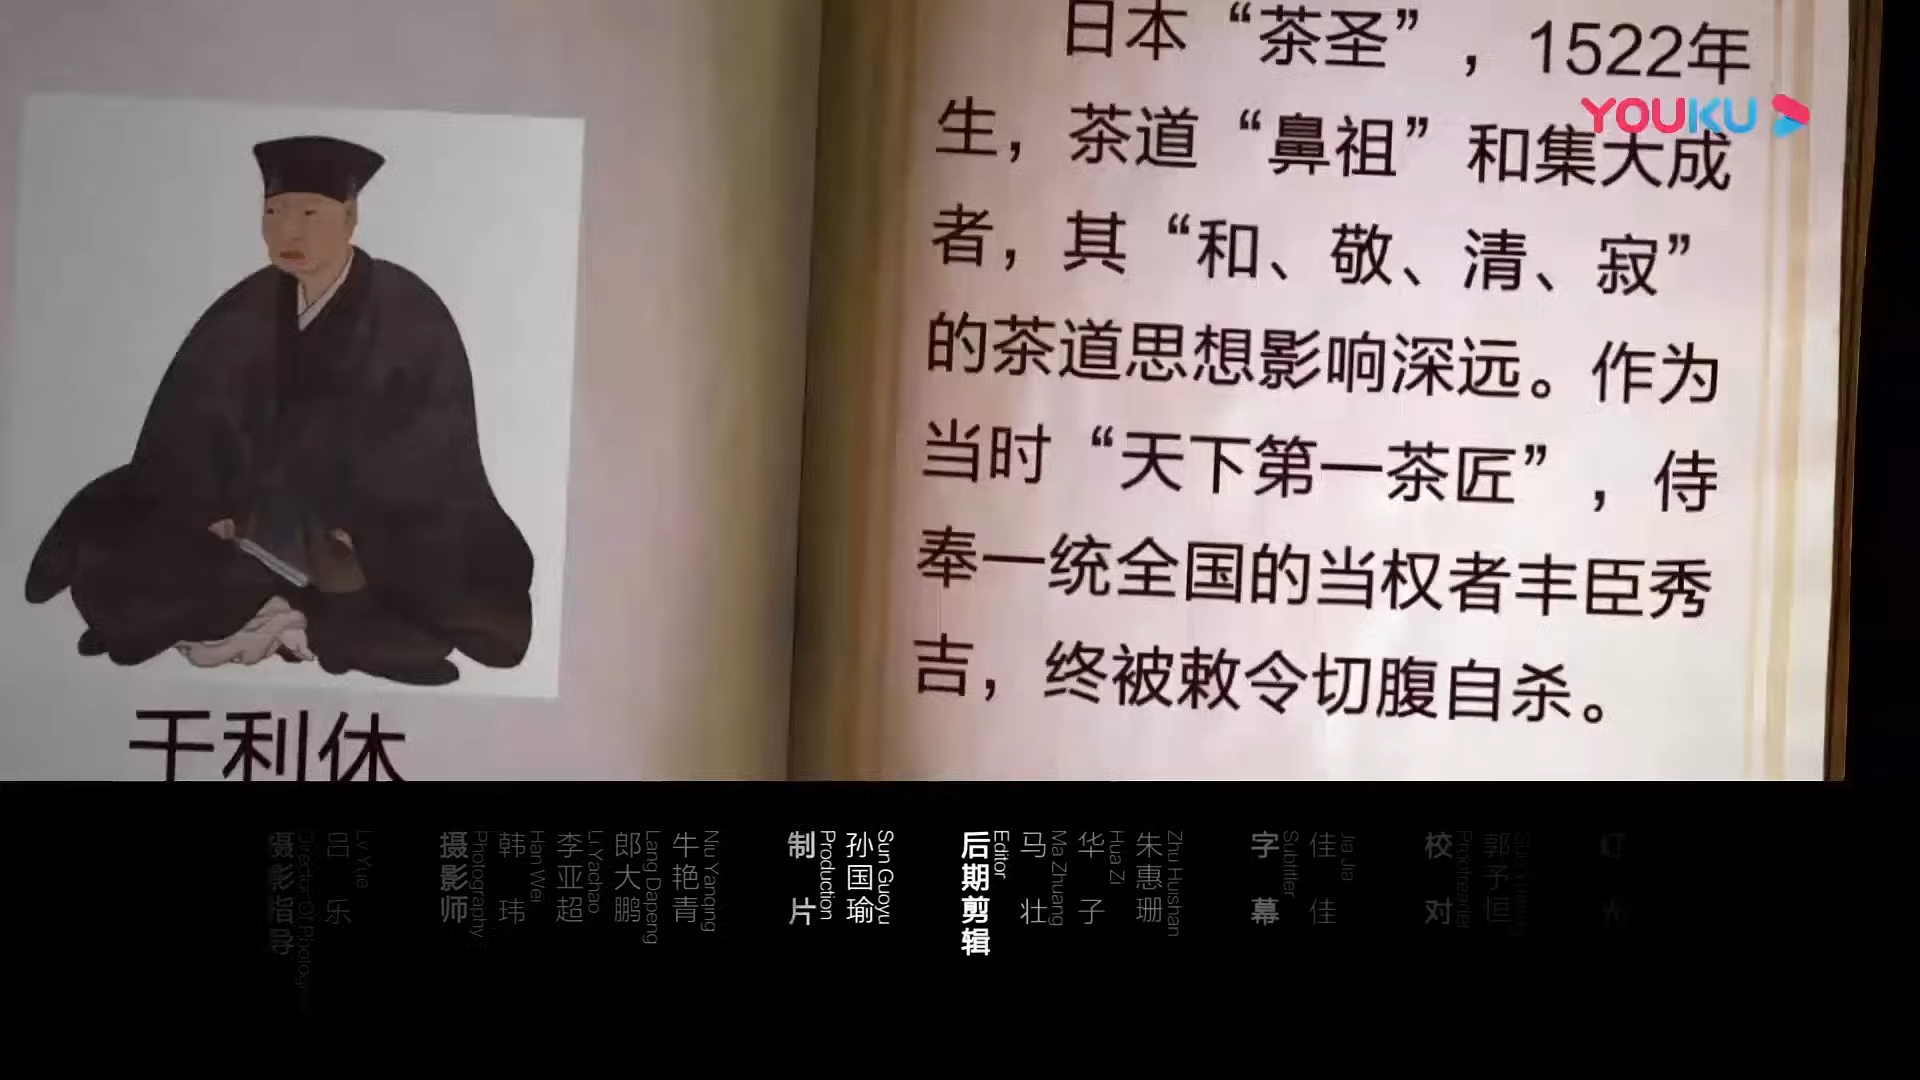 日本“茶圣”，1522年
生，茶道“鼻祖”和集大成
者，其“和、敬、清、寂”
的茶道思想影响深远。作为
当时“天下第一茶匠”，侍
奉一统全国的当权者丰臣秀
吉，终被敕令切腹自杀。
YOUKU
千利休
摄影指导
吕乐
Lv Yue
摄影师
Photography
韩玮
Han Wei
李亚超
Li Yachao
郎大鹏
Lang Dapeng
牛艳青
Niu Yanqing
制片
Production
孙国瑜
Sun Guoyu
后期剪辑
Editor
马壮
Ma Zhuang
华子
Hua Zi
朱惠珊
Zhu Huishan
字幕
Subtitler
佳佳
Jia Jia
校对
Proofreader
郭予恒